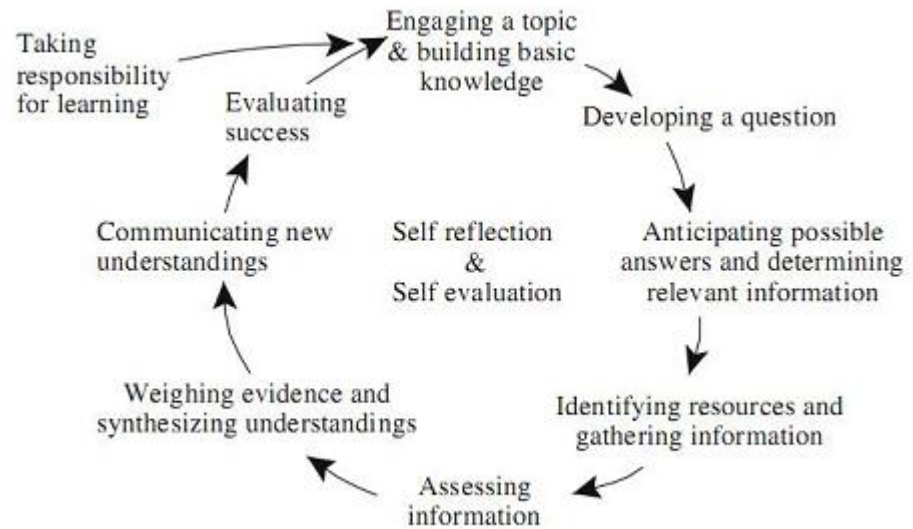 Taking
responsibility
for learning
Engaging a topic
& building basic
knowledge
Developing a question
Anticipating possible
answers and determining
relevant information
Identifying resources and
gathering information
Assessing
information
Weighing evidence and
synthesizing understandings
Communicating new
understandings
Evaluating
success
Self reflection
&
Self evaluation